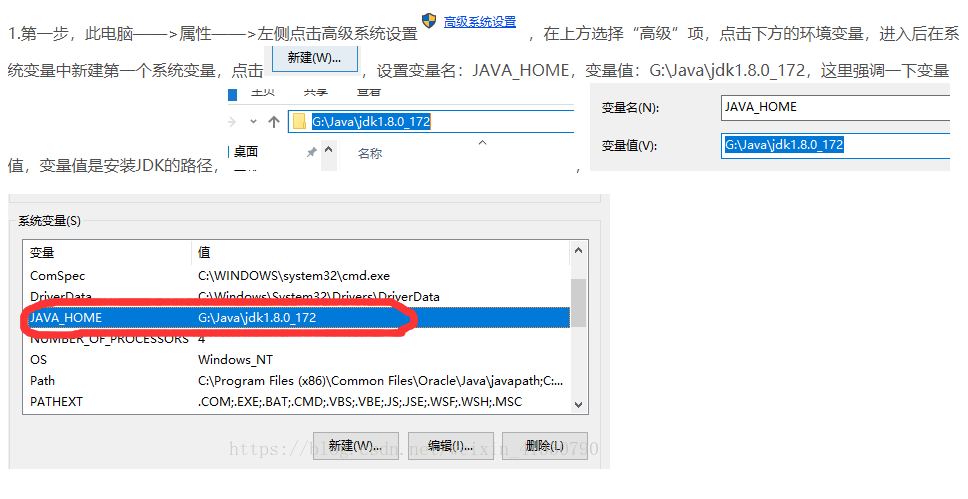 1.第一步，此电脑——>属性——>左侧点击高级系统设置 高级系统设置 ，在上方选择“高级”项，点击下方的环境变量，进入后在系
统变量中新建第一个系统变量，点击 新建(W)... ，设置变量名：JAVA_HOME，变量值：G:\Java\jdk1.8.0_172，这里强调一下变量
主页 共享 查看
G:\Java\jdk1.8.0_172
桌面 名称
变量名(N): JAVA_HOME
变量值(V): G:\Java\jdk1.8.0_172
值，变量值是安装JDK的路径， ，
系统变量(S)
变量 值
ComSpec C:\WINDOWS\system32\cmd.exe
DriverData C:\Windows\System32\Drivers\DriverData
JAVA_HOME G:\Java\jdk1.8.0_172
NUMBER_OF_PROCESSORS 4
OS Windows_NT
Path C:\Program Files (x86)\Common Files\Oracle\Java\javapath;C:...
PATHEXT .COM;.EXE;.BAT;.CMD;.VBS;.VBE;.JS;.JSE;.WSF;.WSH;.MSC
新建(W)... 编辑(I)... 删除(L)